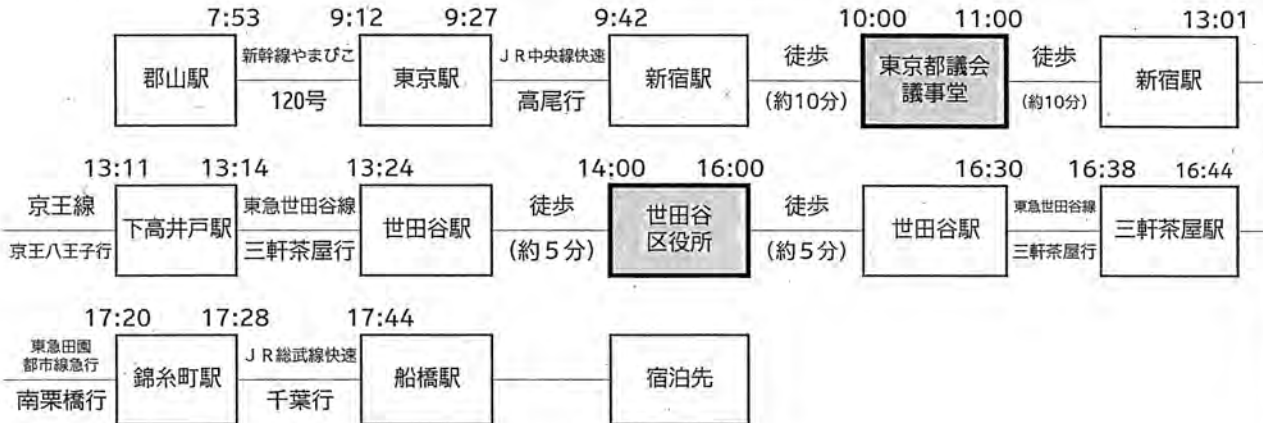 7:53 9:12 9:27 9:42 10:00 11:00 13:01
郡山駅 新幹線やまびこ 120号 東京駅 JR中央線快速 高尾行 新宿駅 徒歩 (約10分) 東京都議会 議事堂 徒歩 (約10分) 新宿駅
13:11 13:14 13:24 14:00 16:00 16:30 16:38 16:44
京王線 京王八王子行 下高井戸駅 東急世田谷線 三軒茶屋行 世田谷駅 徒歩 (約5分) 世田谷 区役所 徒歩 (約5分) 世田谷駅 東急世田谷線 三軒茶屋行 三軒茶屋駅
17:20 17:28 17:44
東急田園 都市線急行 南栗橋行 錦糸町駅 JR総武線快速 千葉行 船橋駅 宿泊先